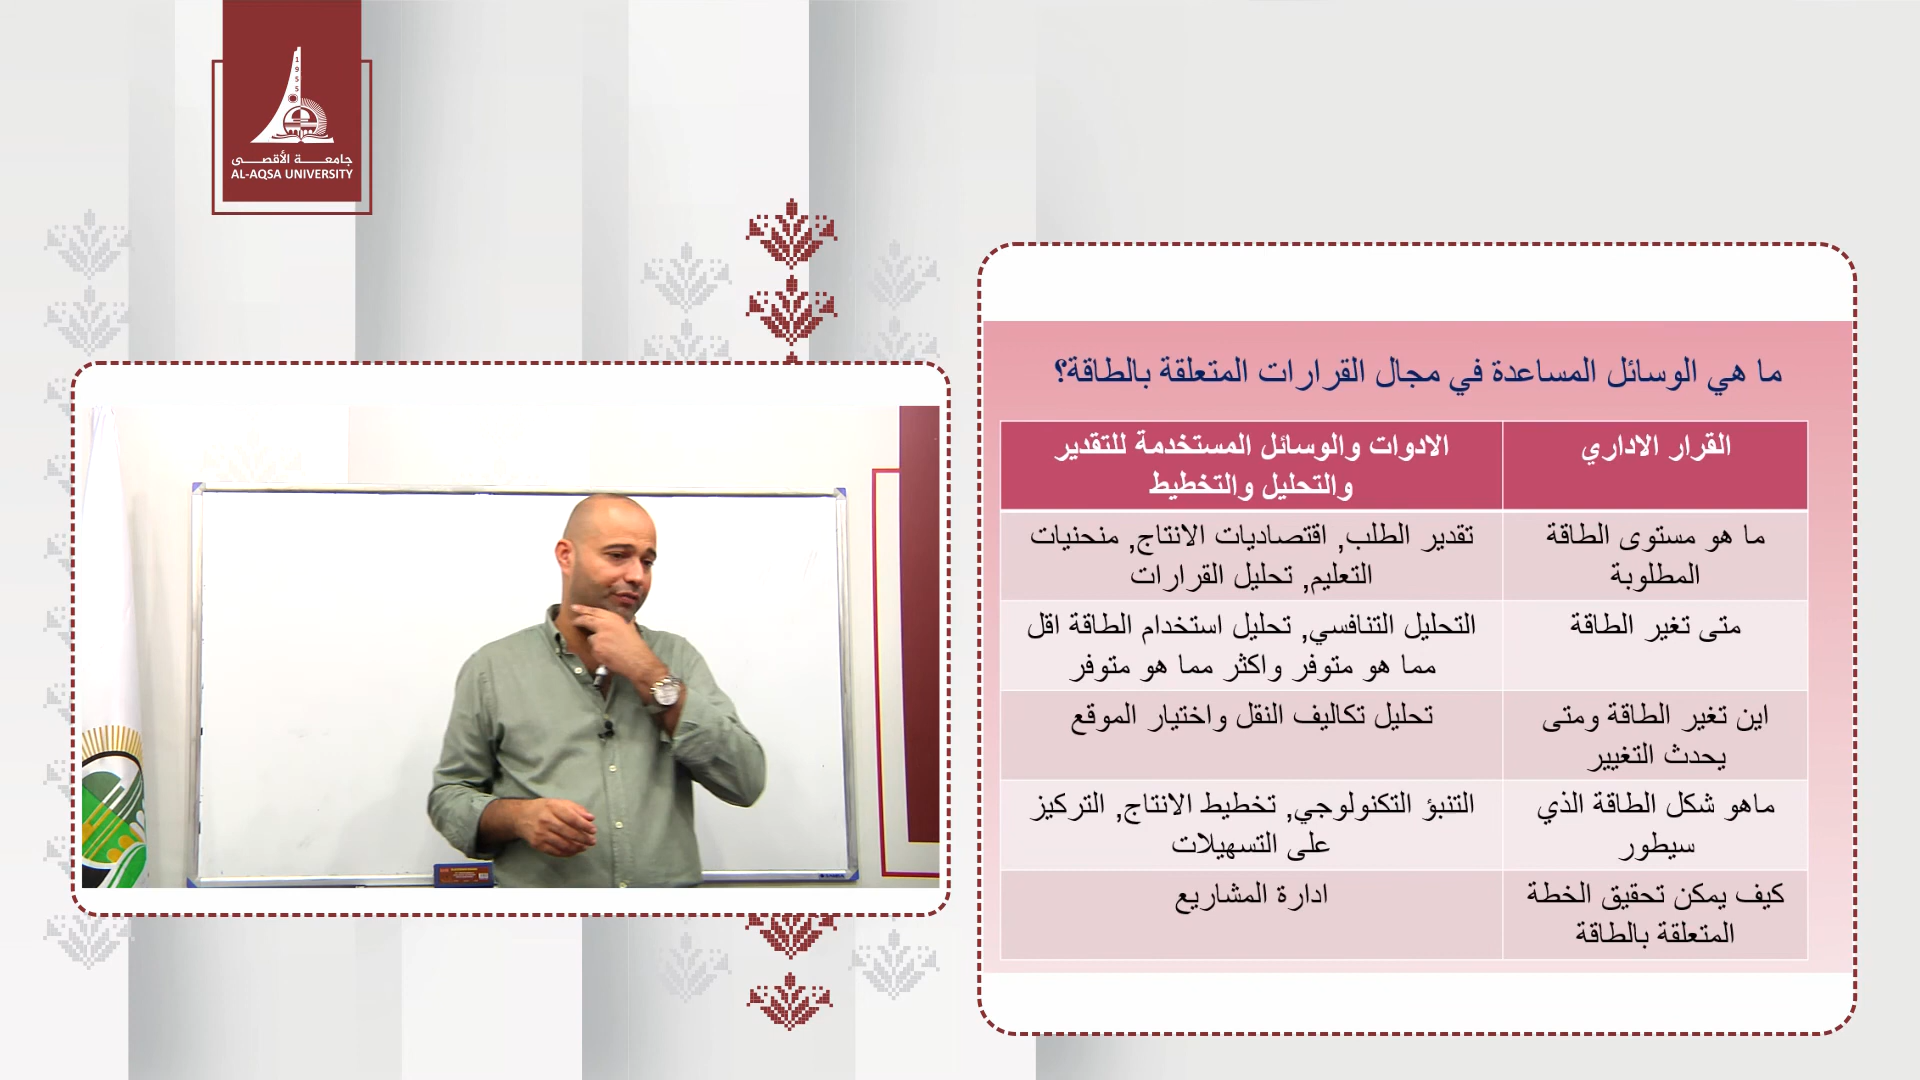 1955
جامعة الأقصى
AL-AQSA UNIVERSITY
ما هي الوسائل المساعدة في مجال القرارات المتعلقة بالطاقة؟
القرار الاداري
الادوات والوسائل المستخدمة للتقدير
والتحليل والتخطيط
ما هو مستوى الطاقة
المطلوبة
تقدير الطلب, اقتصاديات الانتاج, منحنيات
التعليم, تحليل القرارات
متى تغير الطاقة
التحليل التنافسي, تحليل استخدام الطاقة اقل
مما هو متوفر واكثر مما هو متوفر
اين تغير الطاقة ومتى
يحدث التغيير
تحليل تكاليف النقل واختيار الموقع
ماهو شكل الطاقة الذي
سيطور
التنبؤ التكنولوجي, تخطيط الانتاج, التركيز
على التسهيلات
كيف يمكن تحقيق الخطة
المتعلقة بالطاقة
ادارة المشاريع